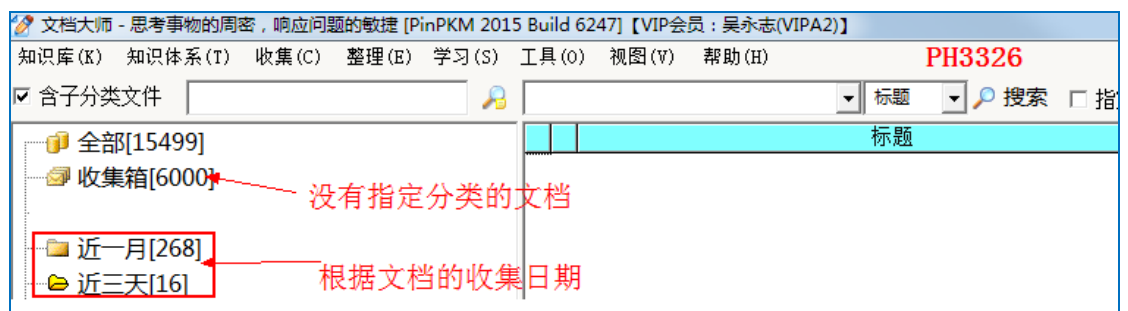 文档大师 - 思考事物的周密，响应问题的敏捷 [PinPKM 2015 Build 6247]【VIP会员：吴永志(VIPA2)】
知识库(K) 知识体系(T) 收集(C) 整理(E) 学习(S) 工具(O) 视图(V) 帮助(H) PH3326
含子分类文件 标题 搜索 指
标题
全部[15499]
收集箱[6000]
没有指定分类的文档
近一月[268]
根据文档的收集日期
近三天[16]